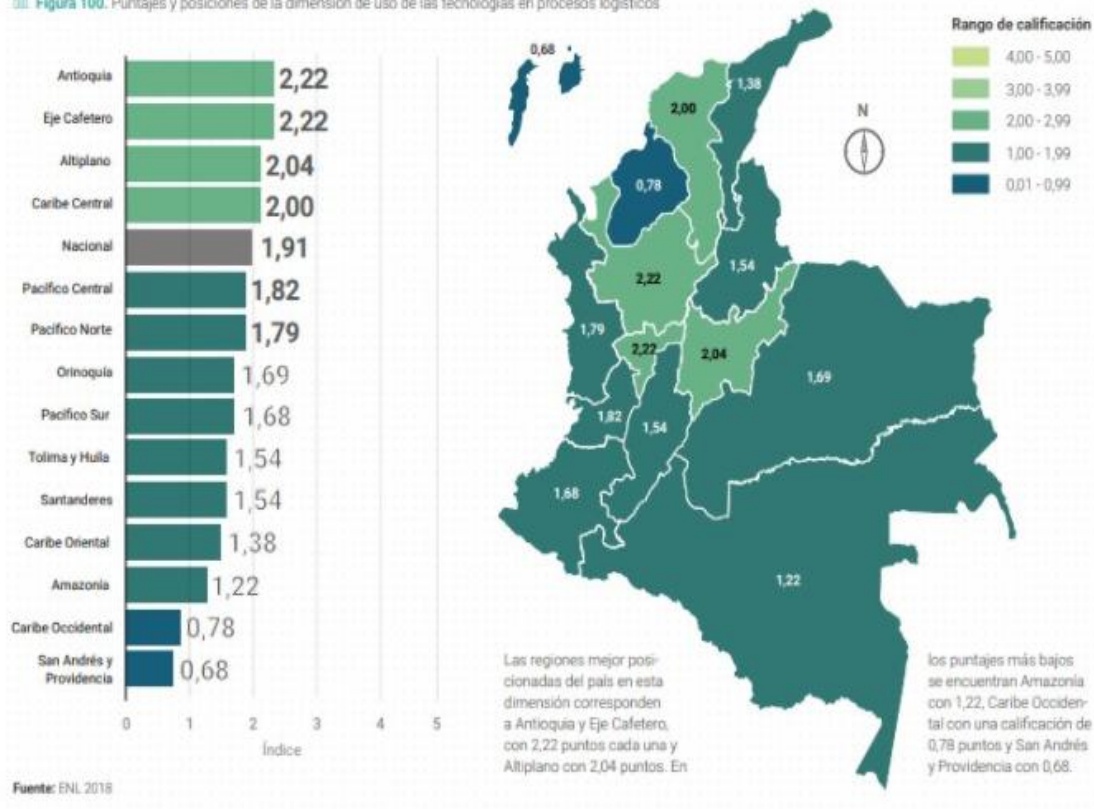 Figura 100. Puntajes y posiciones de la dimensión de uso de las tecnologías en procesos logísticos
Antioquia 2,22
Eje Cafetero 2,22
Altiplano 2,04
Caribe Central 2,00
Nacional 1,91
Pacífico Central 1,82
Pacífico Norte 1,79
Orinoquia 1,69
Pacífico Sur 1,68
Tolima y Huila 1,54
Santanderes 1,54
Caribe Oriental 1,38
Amazonia 1,22
Caribe Occidental 0,78
San Andrés y
Providencia 0,68
0 1 2 3 4 5
Índice
Fuente: ENL 2018
0,68
1,38
2,00
0,78
1,54
2,22
1,79
2,22
2,04
1,69
1,82
1,54
1,68
1,22
N
Rango de calificación
4,00 - 5,00
3,00 - 3,99
2,00 - 2,99
1,00 - 1,99
0,01 - 0,99
Las regiones mejor posi-
cionadas del país en esta
dimensión corresponden
a Antioquia y Eje Cafetero,
con 2,22 puntos cada una y
Altiplano con 2,04 puntos. En
los puntajes más bajos
se encuentran Amazonía
con 1,22, Caribe Occiden-
tal con una calificación de
0,78 puntos y San Andrés
y Providencia con 0,68.